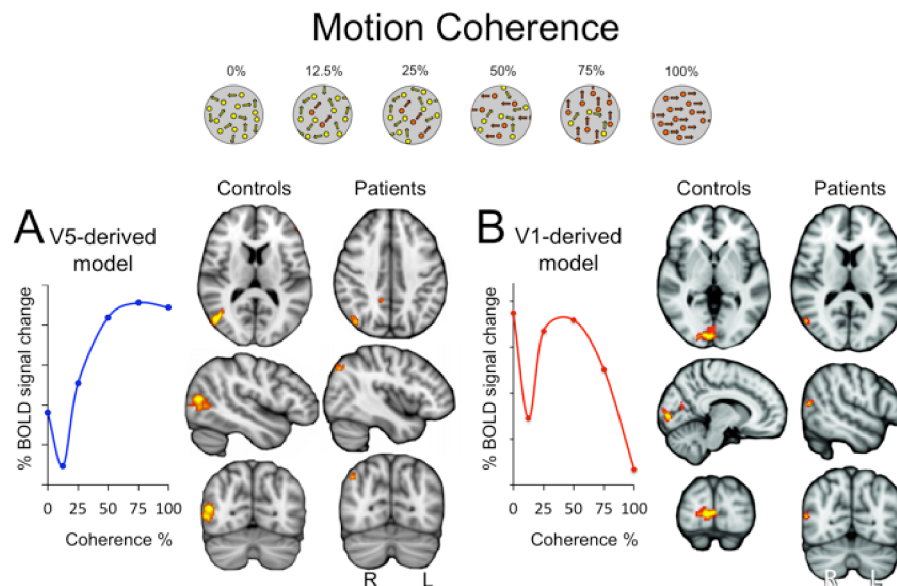 Motion Coherence
0% 12.5% 25% 50% 75% 100%
A V5-derived model
Controls Patients
% BOLD signal change
0 25 50 75 100
Coherence %
R L
B V1-derived model
Controls Patients
% BOLD signal change
0 25 50 75 100
Coherence %
R L